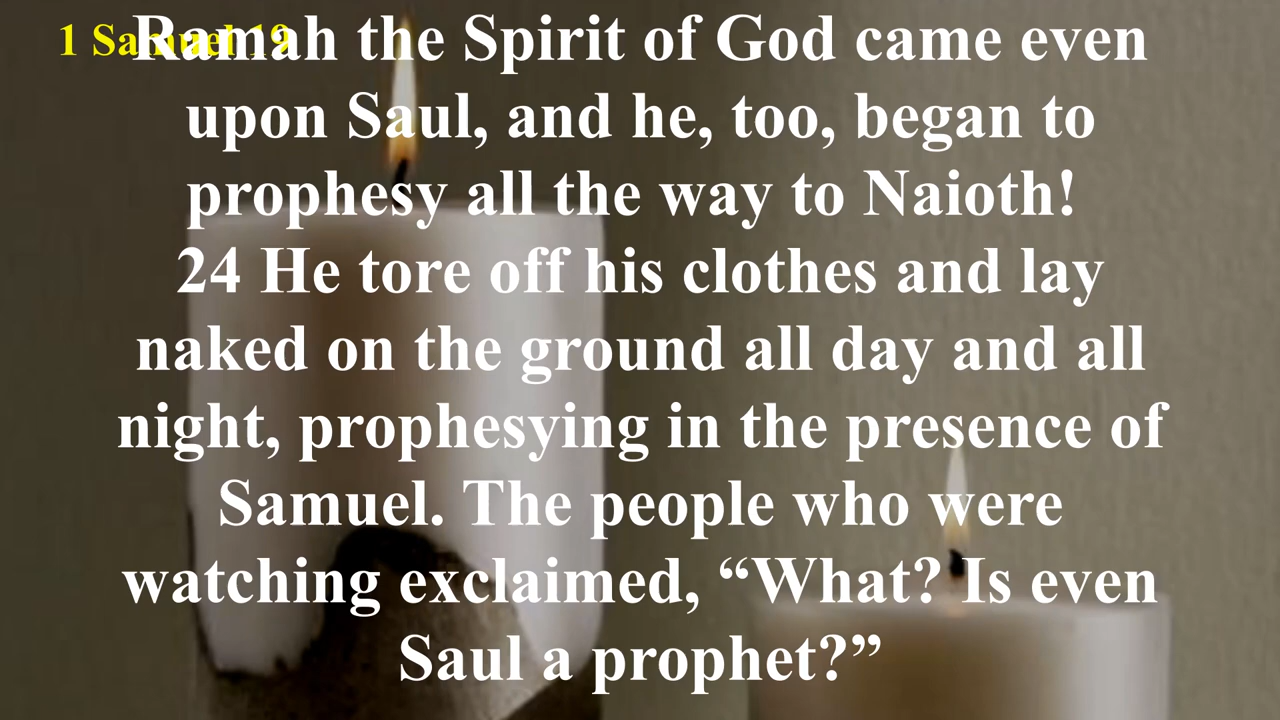 1 Samuel 19
Ramah the Spirit of God came even
upon Saul, and he, too, began to
prophesy all the way to Naioth!
24 He tore off his clothes and lay
naked on the ground all day and all
night, prophesying in the presence of
Samuel. The people who were
watching exclaimed, “What? Is even
Saul a prophet?”